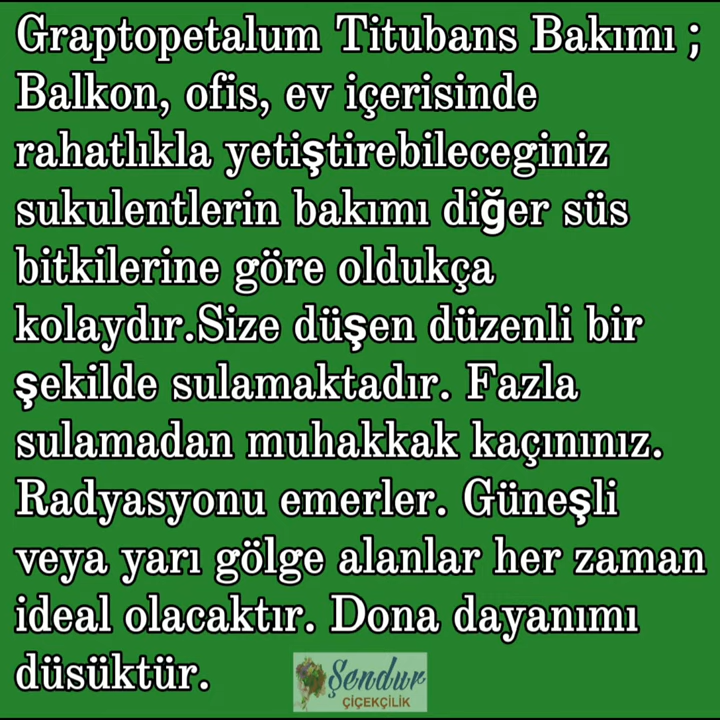 Graptopetalum Titubans Bakımı ;
Balkon, ofis, ev içerisinde
rahatlıkla yetiştirebileceginiz
sukulentlerin bakımı diğer süs
bitkilerine göre oldukça
kolaydır.Size düşen düzenli bir
şekilde sulamaktadır. Fazla
sulamadan muhakkak kaçınınız.
Radyasyonu emerler. Güneşli
veya yarı gölge alanlar her zaman
ideal olacaktır. Dona dayanımı
düsüktür.
Şendur
ÇİÇEKÇİLİK